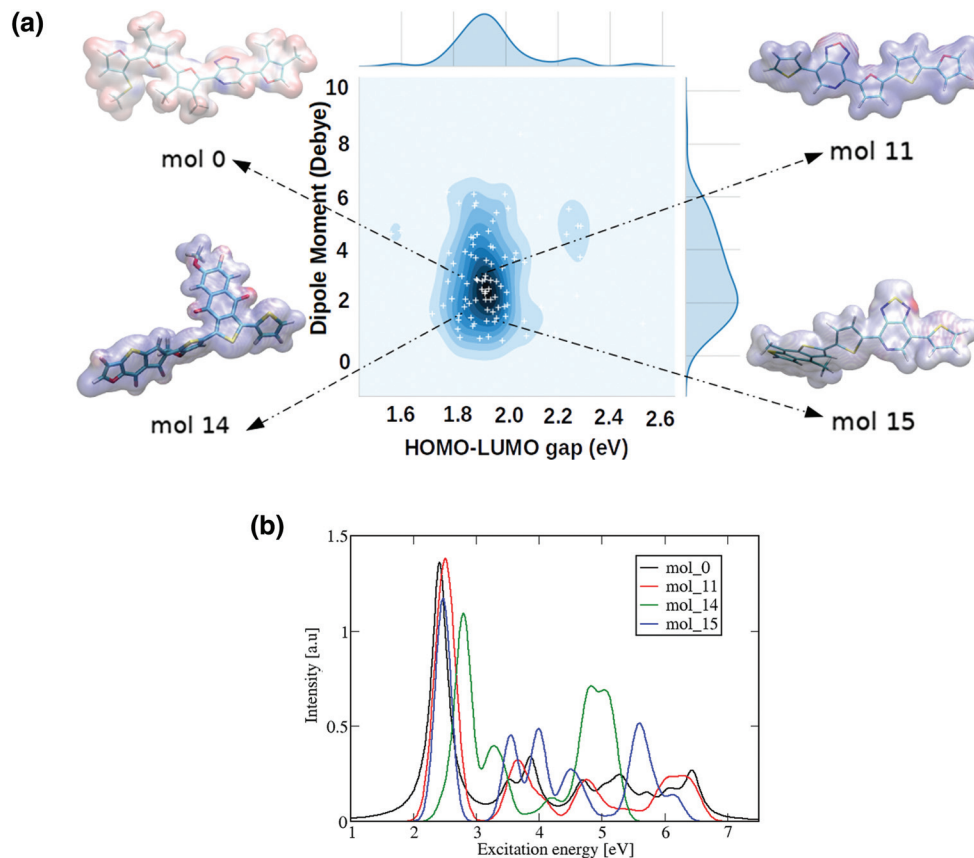 (a)
mol 0
mol 11
mol 14
mol 15
Dipole Moment (Debye)
10
8
6
4
2
0
1.6 1.8 2.0 2.2 2.4 2.6
HOMO-LUMO gap (eV)
(b)
Intensity [a.u]
1.5
1
0.5
0
mol_0
mol_11
mol_14
mol_15
1 2 3 4 5 6 7
Excitation energy [eV]